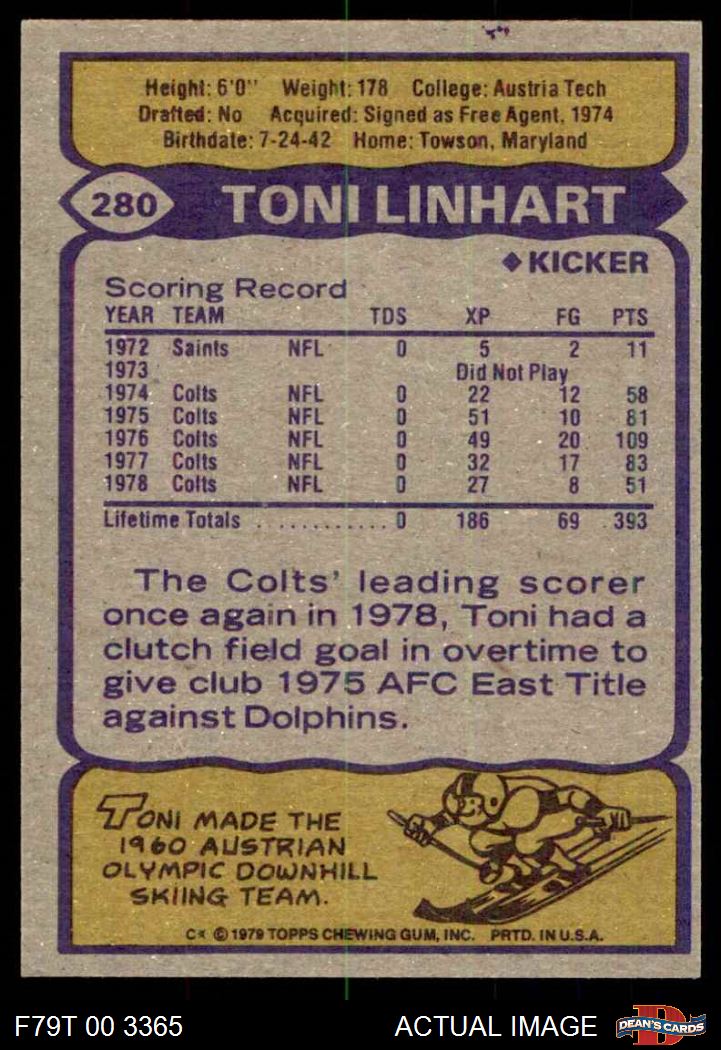 Height: 6'0" Weight: 178 College: Austria Tech
Drafted: No Acquired: Signed as Free Agent, 1974
Birthdate: 7-24-42 Home: Towson, Maryland
280 TONI LINHART
◆ KICKER
Scoring Record
YEAR TEAM TDS XP FG PTS
1972 Saints NFL 0 5 2 11
1973 Did Not Play
1974 Colts NFL 0 22 12 58
1975 Colts NFL 0 51 10 81
1976 Colts NFL 0 49 20 109
1977 Colts NFL 0 32 17 83
1978 Colts NFL 0 27 8 51
Lifetime Totals ............ 0 186 69 393
The Colts' leading scorer
once again in 1978, Toni had a
clutch field goal in overtime to
give club 1975 AFC East Title
against Dolphins.
TONI MADE THE
1960 AUSTRIAN
OLYMPIC DOWNHILL
SKIING TEAM.
C* © 1979 TOPPS CHEWING GUM, INC. PRTD. IN U.S.A.
F79T 00 3365 ACTUAL IMAGE D DEAN'S CARDS